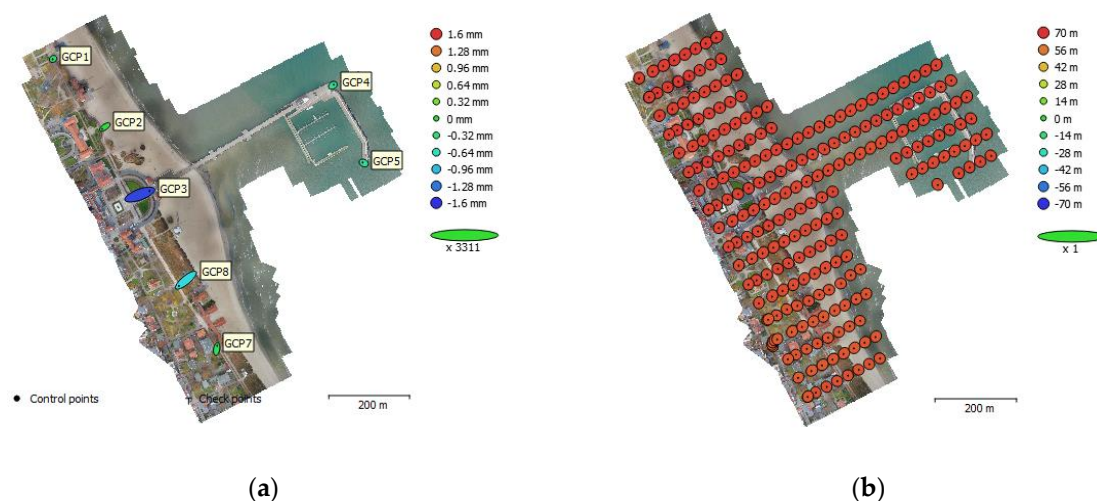 GCP1
GCP2
GCP3
GCP4
GCP5
GCP8
GCP7
1.6 mm
1.28 mm
0.96 mm
0.64 mm
0.32 mm
0 mm
-0.32 mm
-0.64 mm
-0.96 mm
-1.28 mm
-1.6 mm
x 3311
Control points
Check points
200 m
(a)
70 m
56 m
42 m
28 m
14 m
0 m
-14 m
-28 m
-42 m
-56 m
-70 m
x 1
200 m
(b)